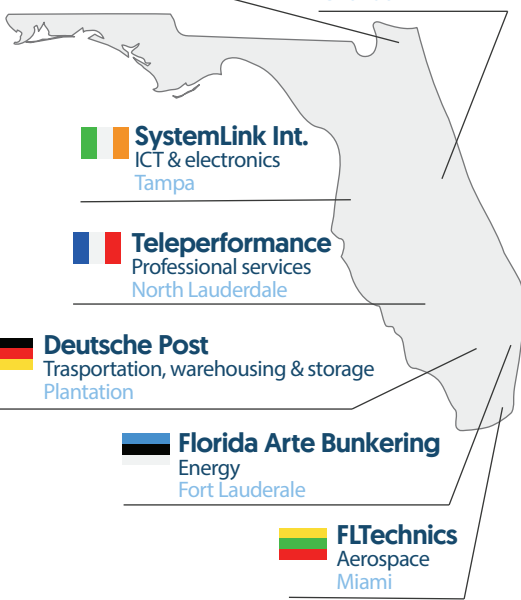 SystemLink Int.
ICT & electronics
Tampa
Teleperformance
Professional services
North Lauderdale
Deutsche Post
Trasportation, warehousing & storage
Plantation
Florida Arte Bunkering
Energy
Fort Lauderale
FLTechnics
Aerospace
Miami